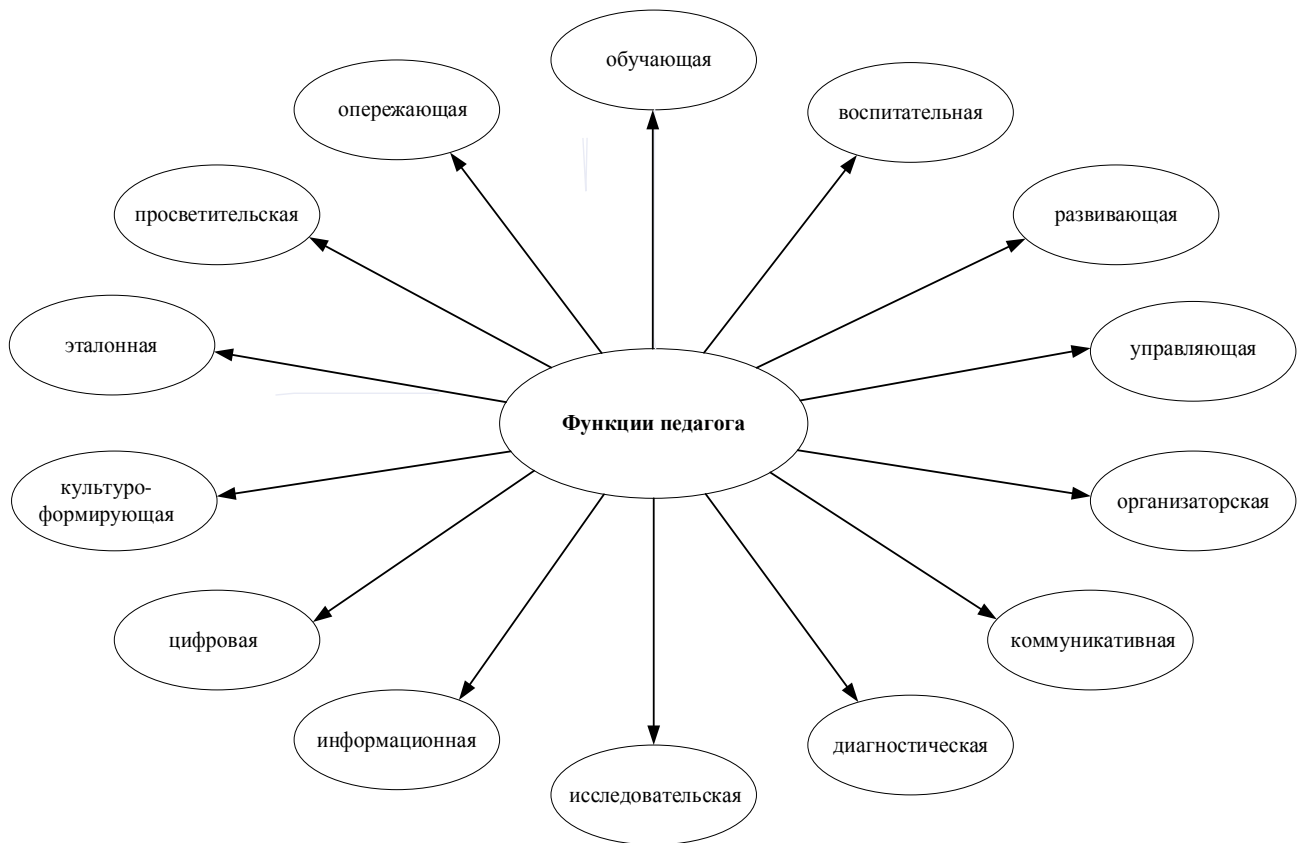 обучающая
опережающая
воспитательная
просветительская
развивающая
эталонная
управляющая
Функции педагога
культуро-
формирующая
организаторская
цифровая
коммуникативная
информационная
диагностическая
исследовательская